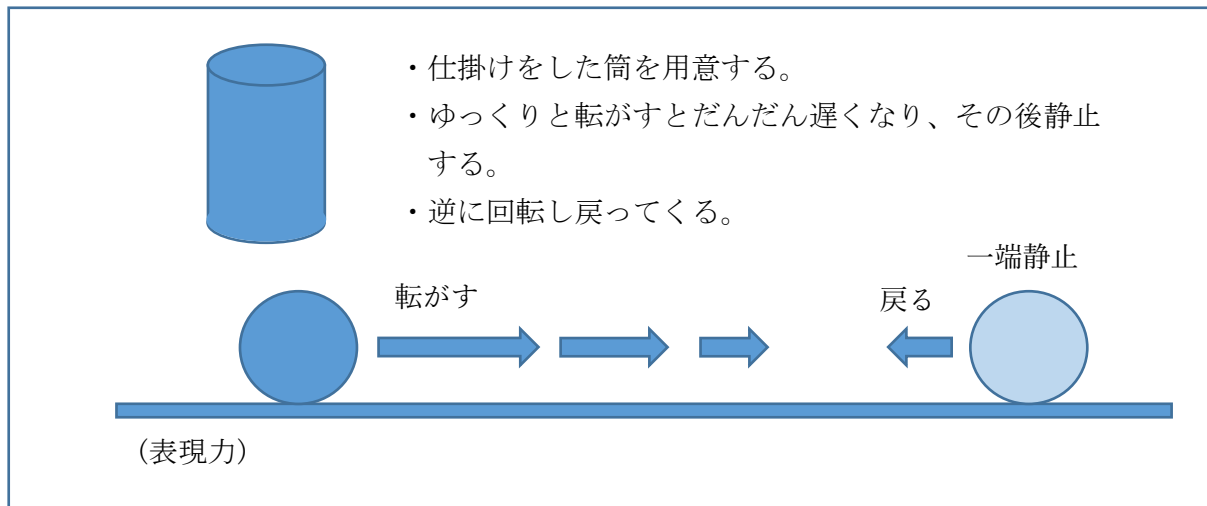 ・仕掛けをした筒を用意する。
・ゆっくりと転がすとだんだん遅くなり、その後静止
する。
・逆に回転し戻ってくる。
一端静止
転がす
戻る
（表現力）